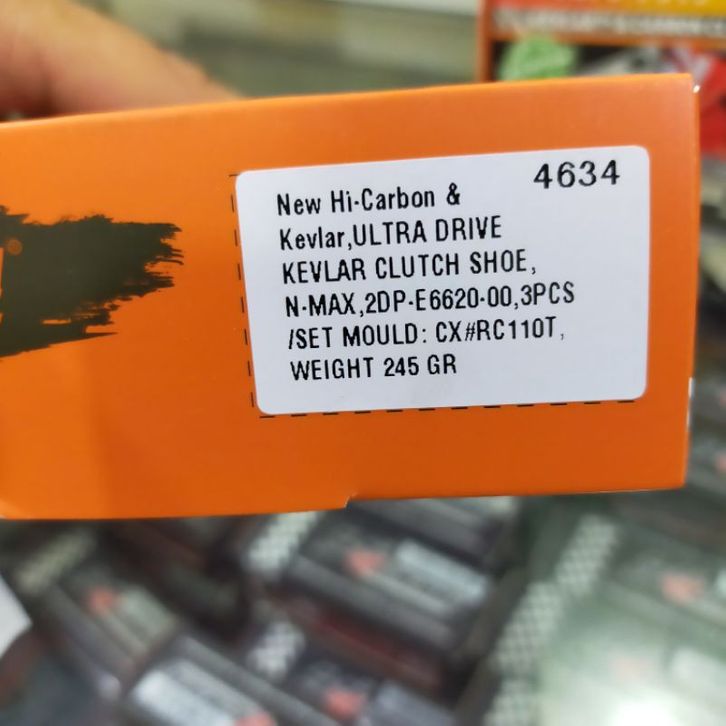 4634
New Hi-Carbon &
Kevlar,ULTRA DRIVE
KEVLAR CLUTCH SHOE,
N-MAX,2DP-E6620-00,3PCS
/SET MOULD: CX#RC110T,
WEIGHT 245 GR